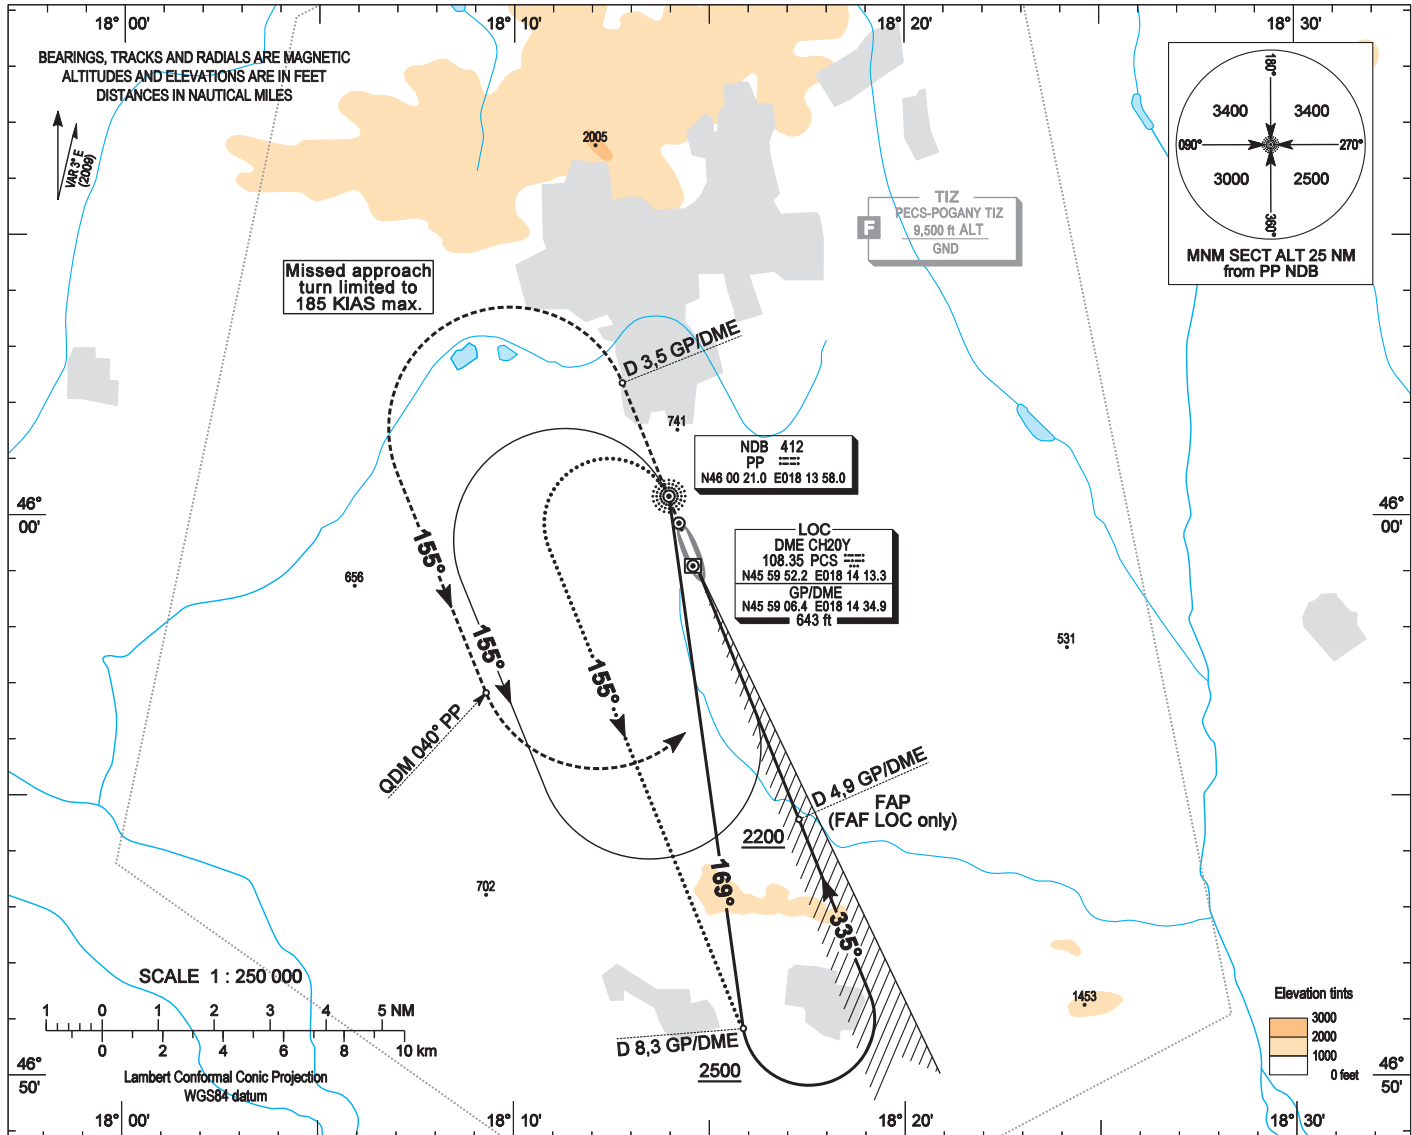 18° 00'
18° 10'
18° 20'
18° 30'
BEARINGS, TRACKS AND RADIALS ARE MAGNETIC
ALTITUDES AND ELEVATIONS ARE IN FEET
DISTANCES IN NAUTICAL MILES
VAR 3° E
(2009)
180°
3400
3400
090°
270°
3000
2500
360°
MNM SECT ALT 25 NM
from PP NDB
2005
TIZ
PECS-POGANY TIZ
F
9,500 ft ALT
GND
Missed approach
turn limited to
185 KIAS max.
D 3,5 GP/DME
741
NDB 412
PP
N46 00 21.0 E018 13 58.0
46°
00'
46°
00'
LOC
DME CH20Y
108.35 PCS
N45 59 52.2 E018 14 13.3
GP/DME
N45 59 06.4 E018 14 34.9
643 ft
155°
656
155°
155°
531
QDM 040° PP
D 4,9 GP/DME
FAP
(FAF LOC only)
2200
702
169°
335°
1453
SCALE 1 : 250 000
1 0 1 2 3 4 5 NM
0 2 4 6 8 10 km
Lambert Conformal Conic Projection
WGS84 datum
D 8,3 GP/DME
2500
Elevation tints
3000
2000
1000
0 feet
46°
50'
46°
50'
18° 00'
18° 10'
18° 20'
18° 30'